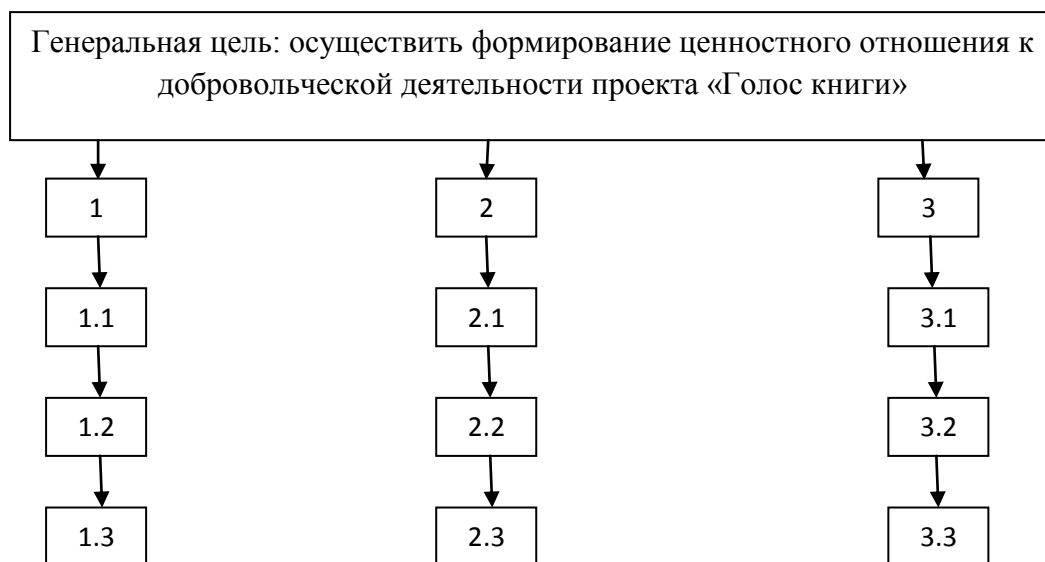 Генеральная цель: осуществить формирование ценностного отношения к
добровольческой деятельности проекта «Голос книги»
1 2 3
1.1 2.1 3.1
1.2 2.2 3.2
1.3 2.3 3.3